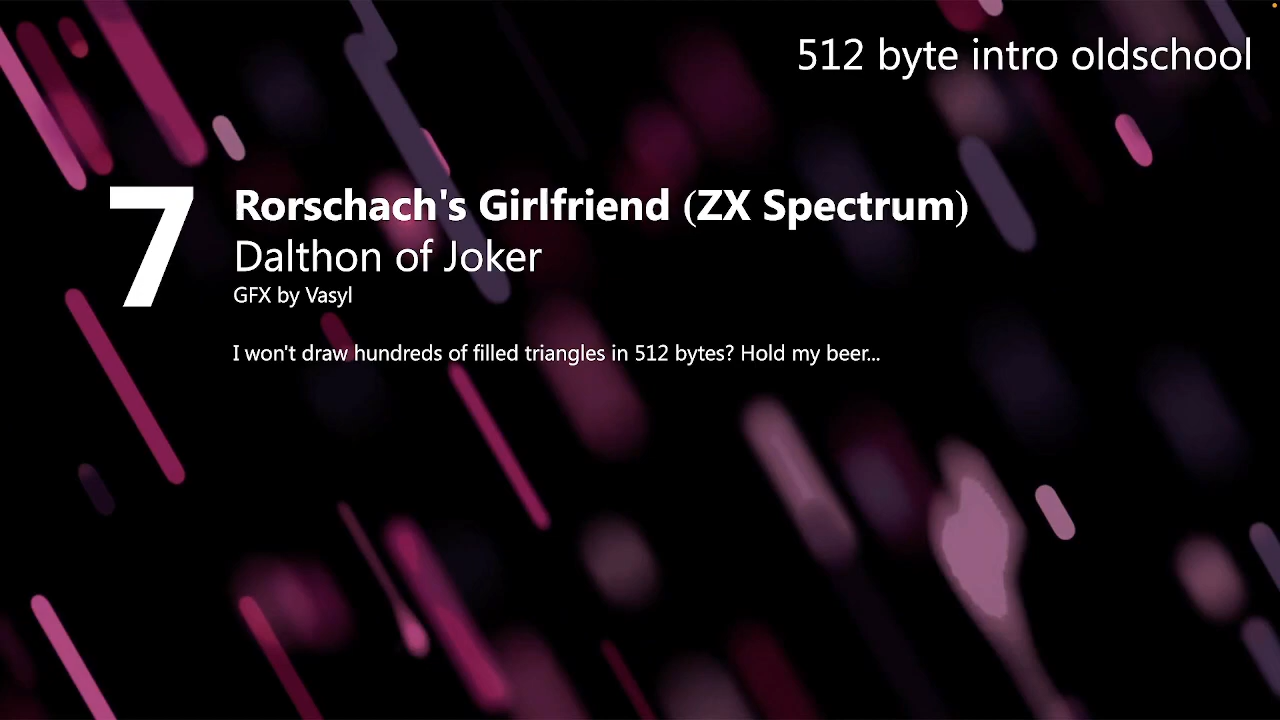 512 byte intro oldschool
7
Rorschach's Girlfriend (ZX Spectrum)
Dalthon of Joker
GFX by Vasyl
I won't draw hundreds of filled triangles in 512 bytes? Hold my beer...